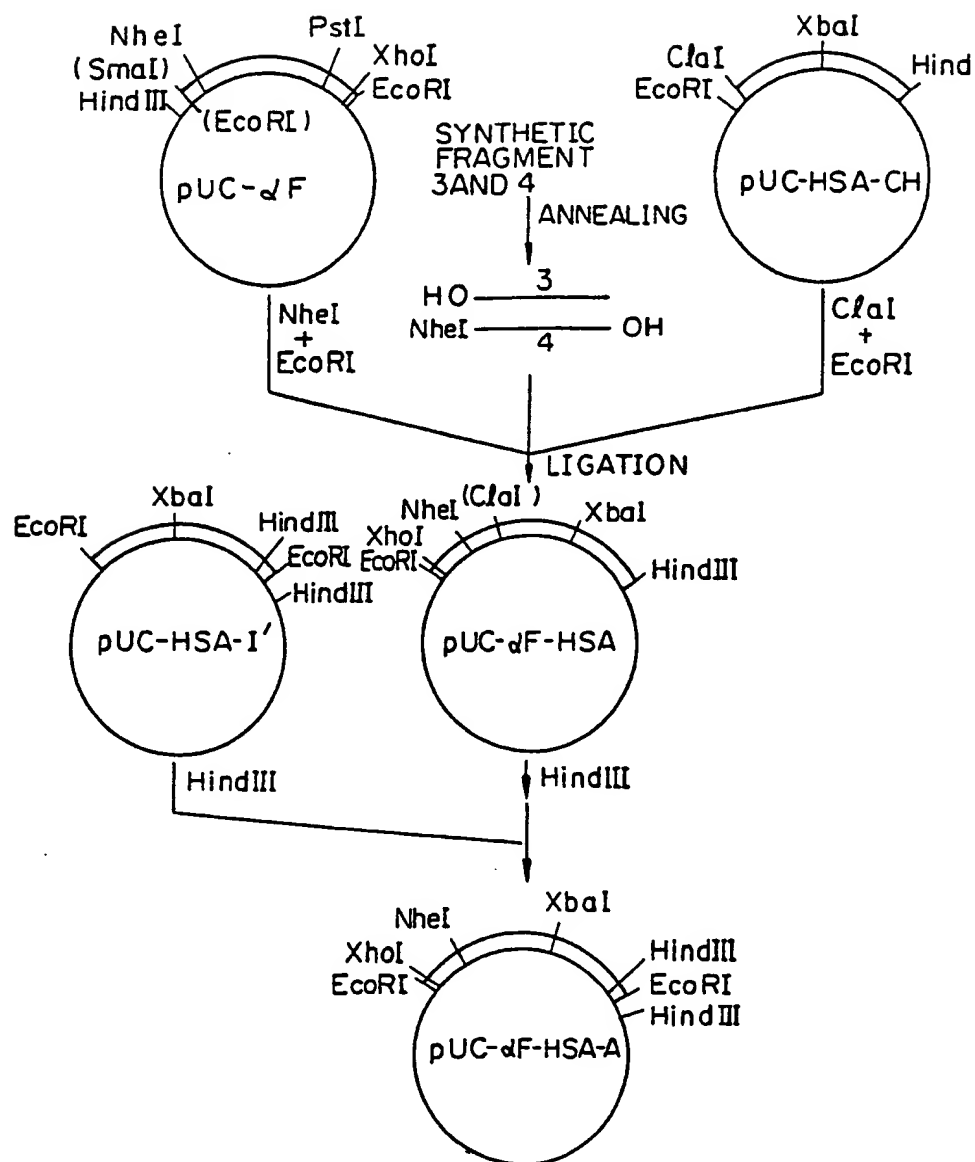 NheI
(SmaI)
HindIII
(EcoRI)
PstI
XhoI
EcoRI
pUC-αF
SYNTHETIC
FRAGMENT
3AND 4
ANNEALING
ClaI
EcoRI
XbaI
Hind
pUC-HSA-CH
3
HO
NheI
4
OH
NheI
+
EcoRI
ClaI
+
EcoRI
LIGATION
EcoRI
XbaI
HindIII
EcoRI
HindIII
pUC-HSA-I′
EcoRI
XhoI
NheI
(ClaI)
XbaI
HindIII
pUC-αF-HSA
HindIII
HindIII
EcoRI
XhoI
NheI
XbaI
HindIII
EcoRI
HindIII
pUC-αF-HSA-A